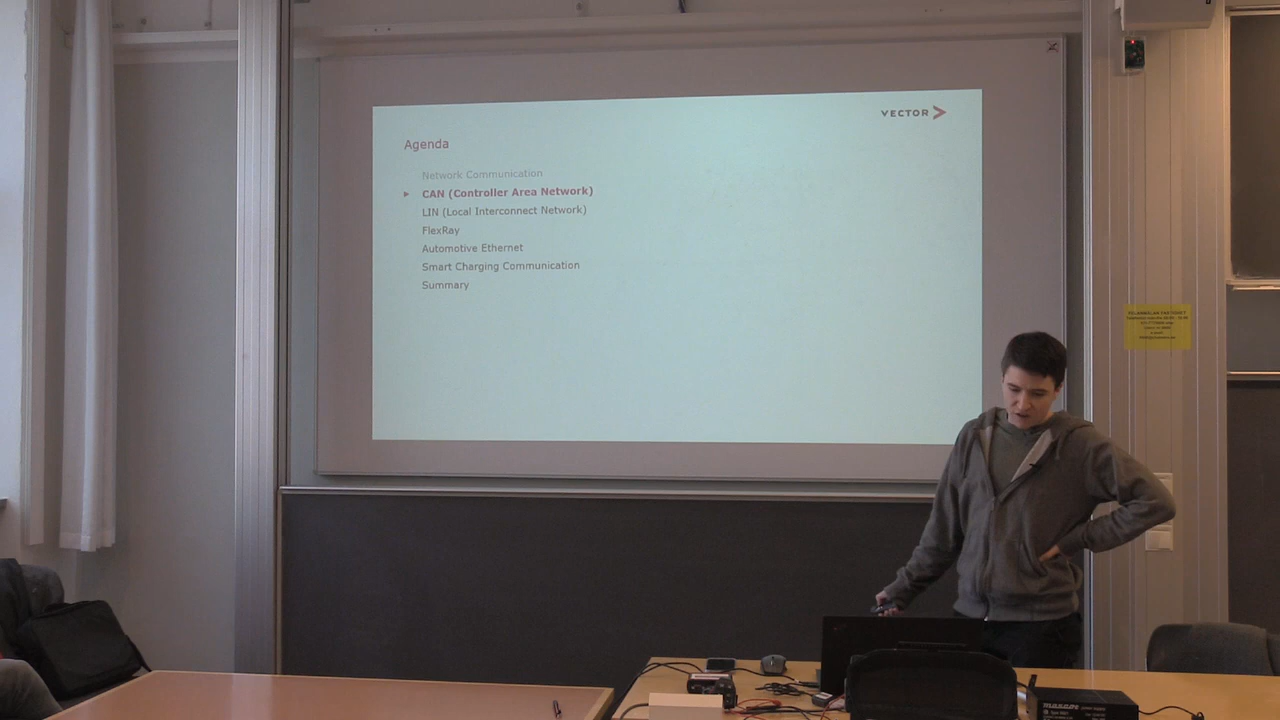 VECTOR
Agenda
Network Communication
CAN (Controller Area Network)
LIN (Local Interconnect Network)
FlexRay
Automotive Ethernet
Smart Charging Communication
Summary
mascot